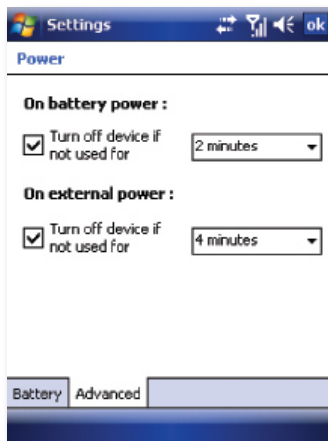 Settings ok
Power
On battery power :
Turn off device if
not used for
2 minutes
On external power :
Turn off device if
not used for
4 minutes
Battery Advanced